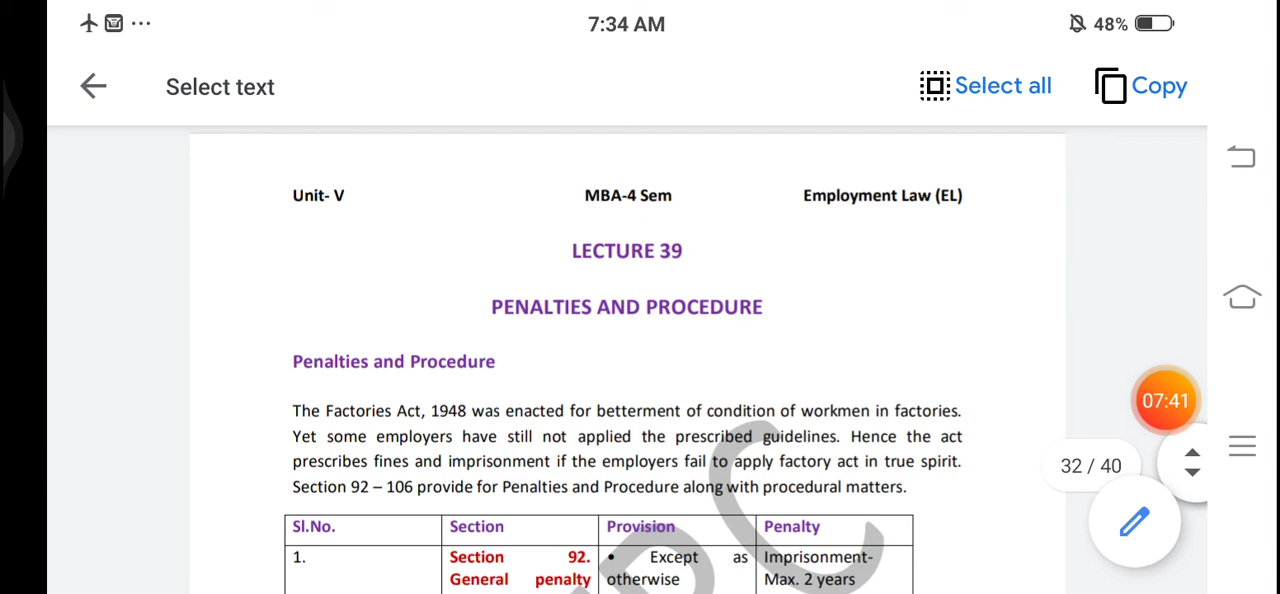 7:34 AM
48%
Select text
Select all
Copy
Unit- V MBA-4 Sem Employment Law (EL)
LECTURE 39
PENALTIES AND PROCEDURE
Penalties and Procedure
The Factories Act, 1948 was enacted for betterment of condition of workmen in factories.
Yet some employers have still not applied the prescribed guidelines. Hence the act
prescribes fines and imprisonment if the employers fail to apply factory act in true spirit.
Section 92 – 106 provide for Penalties and Procedure along with procedural matters.
Sl.No. Section Provision Penalty
1. Section 92. • Except as Imprisonment-
General penalty otherwise Max. 2 years
07:41
32 / 40